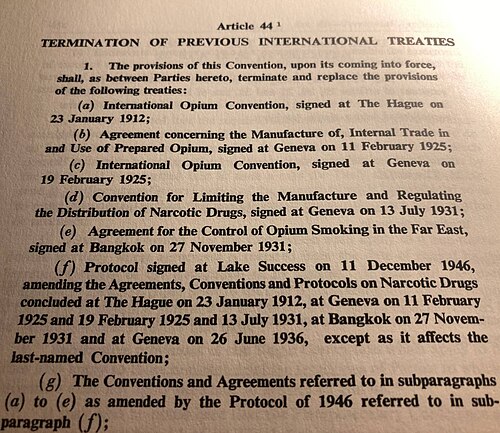 Article 44 ¹
TERMINATION OF PREVIOUS INTERNATIONAL TREATIES
1. The provisions of this Convention, upon its coming into force,
shall, as between Parties hereto, terminate and replace the provisions
of the following treaties:
(a) International Opium Convention, signed at The Hague on
23 January 1912;
(b) Agreement concerning the Manufacture of, Internal Trade in
and Use of Prepared Opium, signed at Geneva on 11 February 1925;
(c) International Opium Convention, signed at Geneva on
19 February 1925;
(d) Convention for Limiting the Manufacture and Regulating
the Distribution of Narcotic Drugs, signed at Geneva on 13 July 1931;
(e) Agreement for the Control of Opium Smoking in the Far East,
signed at Bangkok on 27 November 1931;
(f) Protocol signed at Lake Success on 11 December 1946,
amending the Agreements, Conventions and Protocols on Narcotic Drugs
concluded at The Hague on 23 January 1912, at Geneva on 11 February
1925 and 19 February 1925 and 13 July 1931, at Bangkok on 27 Novem-
ber 1931 and at Geneva on 26 June 1936, except as it affects the
last-named Convention;
(g) The Conventions and Agreements referred to in subparagraphs
(a) to (e) as amended by the Protocol of 1946 referred to in sub-
paragraph (f);